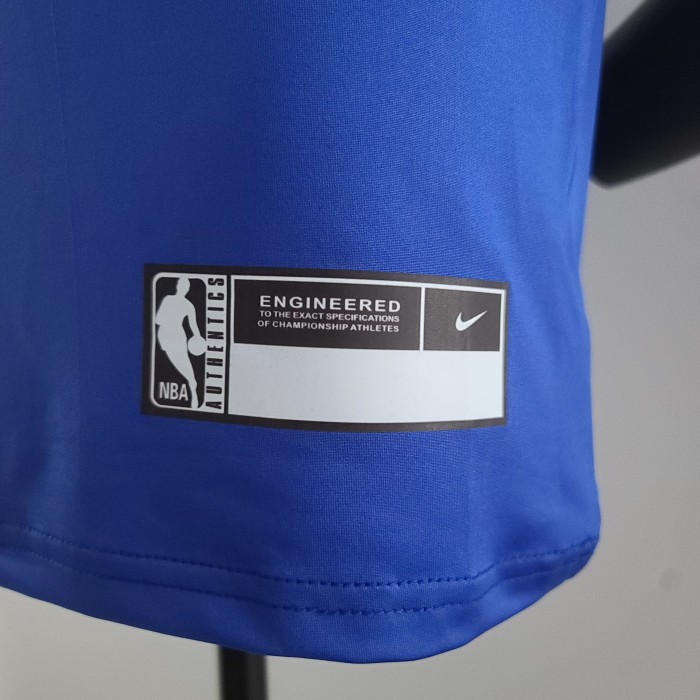 NBA
AUTHENTICS
ENGINEERED
TO THE EXACT SPECIFICATIONS
OF CHAMPIONSHIP ATHLETES